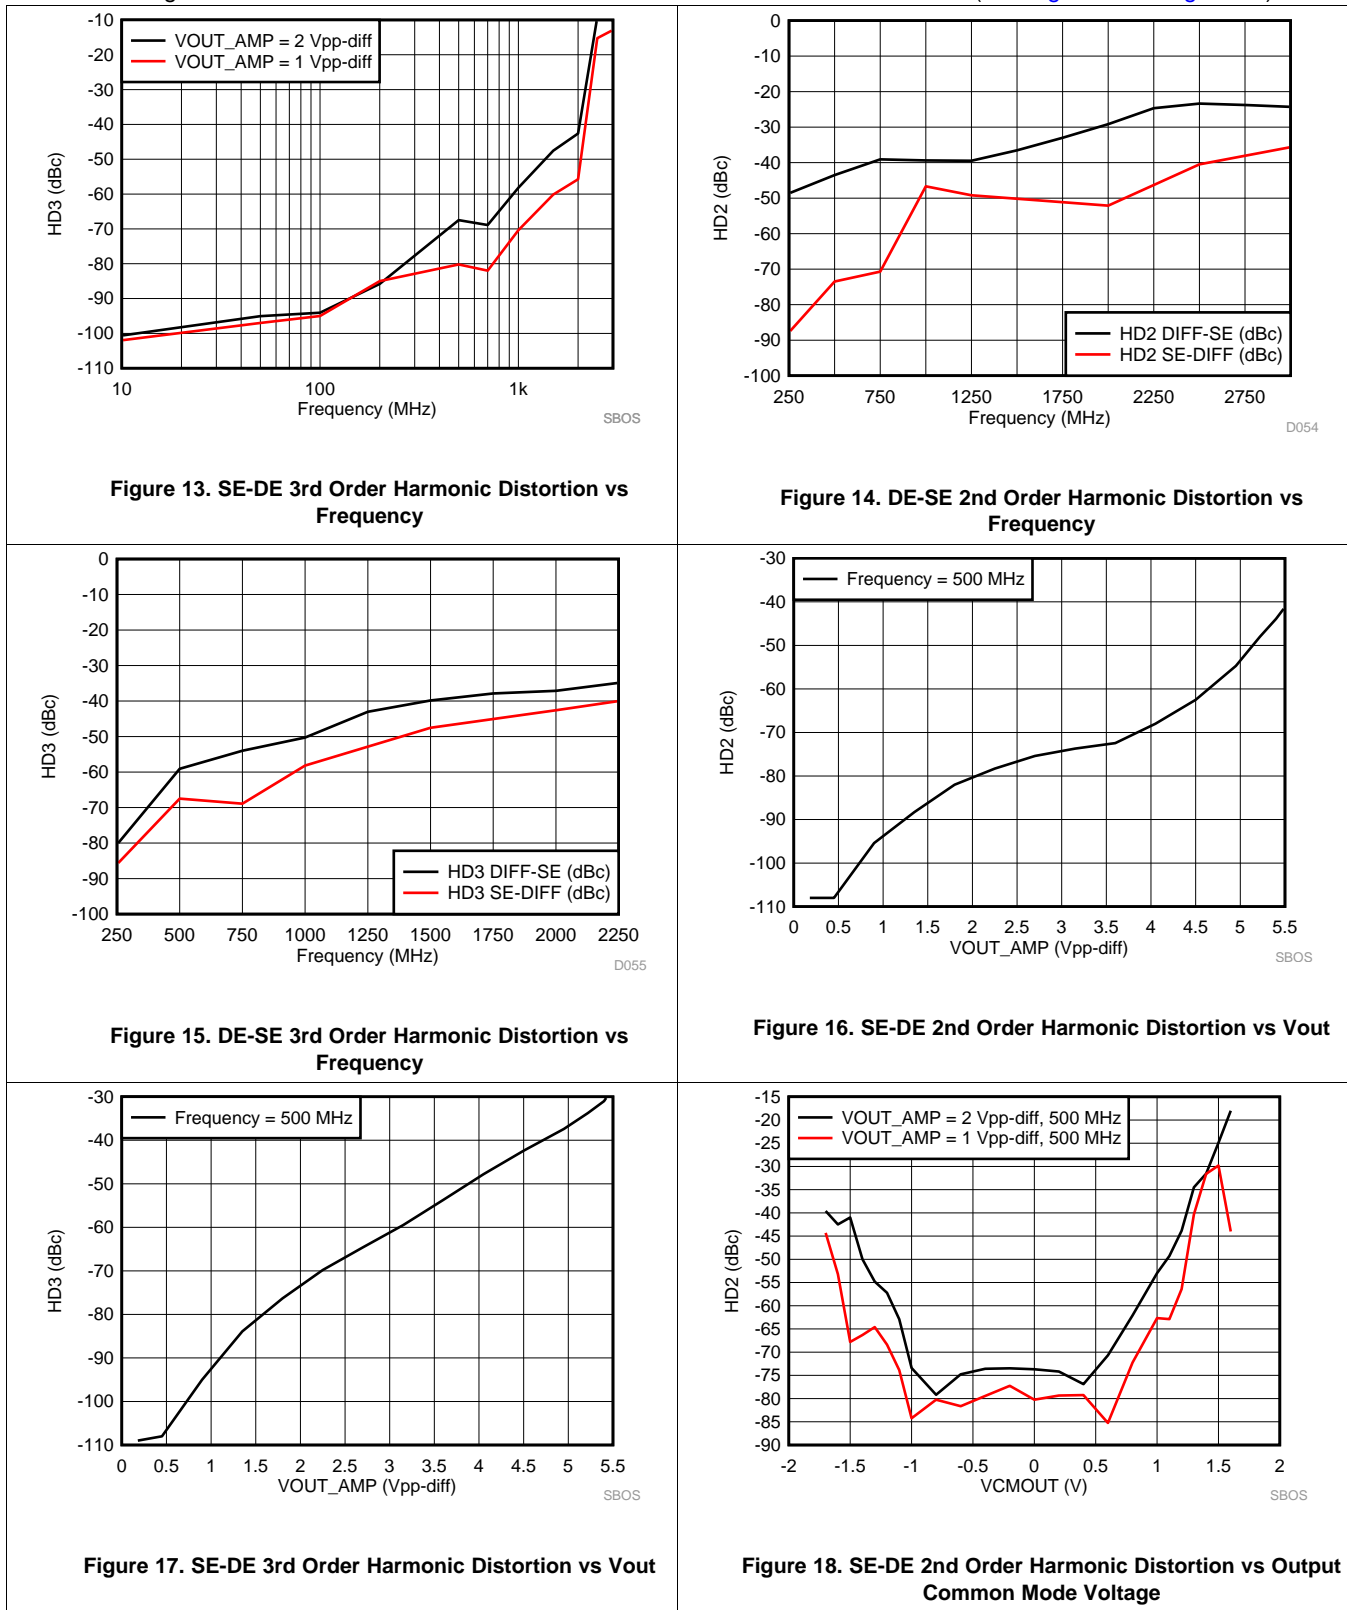 -10
-20
-30
-40
-50
-60
-70
-80
-90
-100
-110
HD3 (dBc)
VOUT_AMP = 2 Vpp-diff
VOUT_AMP = 1 Vpp-diff
10 100 1k
Frequency (MHz)
SBOS
Figure 13. SE-DE 3rd Order Harmonic Distortion vs
Frequency
0
-10
-20
-30
-40
-50
-60
-70
-80
-90
-100
HD2 (dBc)
HD2 DIFF-SE (dBc)
HD2 SE-DIFF (dBc)
250 750 1250 1750 2250 2750
Frequency (MHz)
D054
Figure 14. DE-SE 2nd Order Harmonic Distortion vs
Frequency
0
-10
-20
-30
-40
-50
-60
-70
-80
-90
-100
HD3 (dBc)
HD3 DIFF-SE (dBc)
HD3 SE-DIFF (dBc)
250 500 750 1000 1250 1500 1750 2000 2250
Frequency (MHz)
D055
Figure 15. DE-SE 3rd Order Harmonic Distortion vs
Frequency
-30
-40
-50
-60
-70
-80
-90
-100
-110
HD2 (dBc)
Frequency = 500 MHz
0 0.5 1 1.5 2 2.5 3 3.5 4 4.5 5 5.5
VOUT_AMP (Vpp-diff)
SBOS
Figure 16. SE-DE 2nd Order Harmonic Distortion vs Vout
-30
-40
-50
-60
-70
-80
-90
-100
-110
HD3 (dBc)
Frequency = 500 MHz
0 0.5 1 1.5 2 2.5 3 3.5 4 4.5 5 5.5
VOUT_AMP (Vpp-diff)
SBOS
Figure 17. SE-DE 3rd Order Harmonic Distortion vs Vout
-15
-20
-25
-30
-35
-40
-45
-50
-55
-60
-65
-70
-75
-80
-85
-90
HD2 (dBc)
VOUT_AMP = 2 Vpp-diff, 500 MHz
VOUT_AMP = 1 Vpp-diff, 500 MHz
-2 -1.5 -1 -0.5 0 0.5 1 1.5 2
VCMOUT (V)
SBOS
Figure 18. SE-DE 2nd Order Harmonic Distortion vs Output
Common Mode Voltage